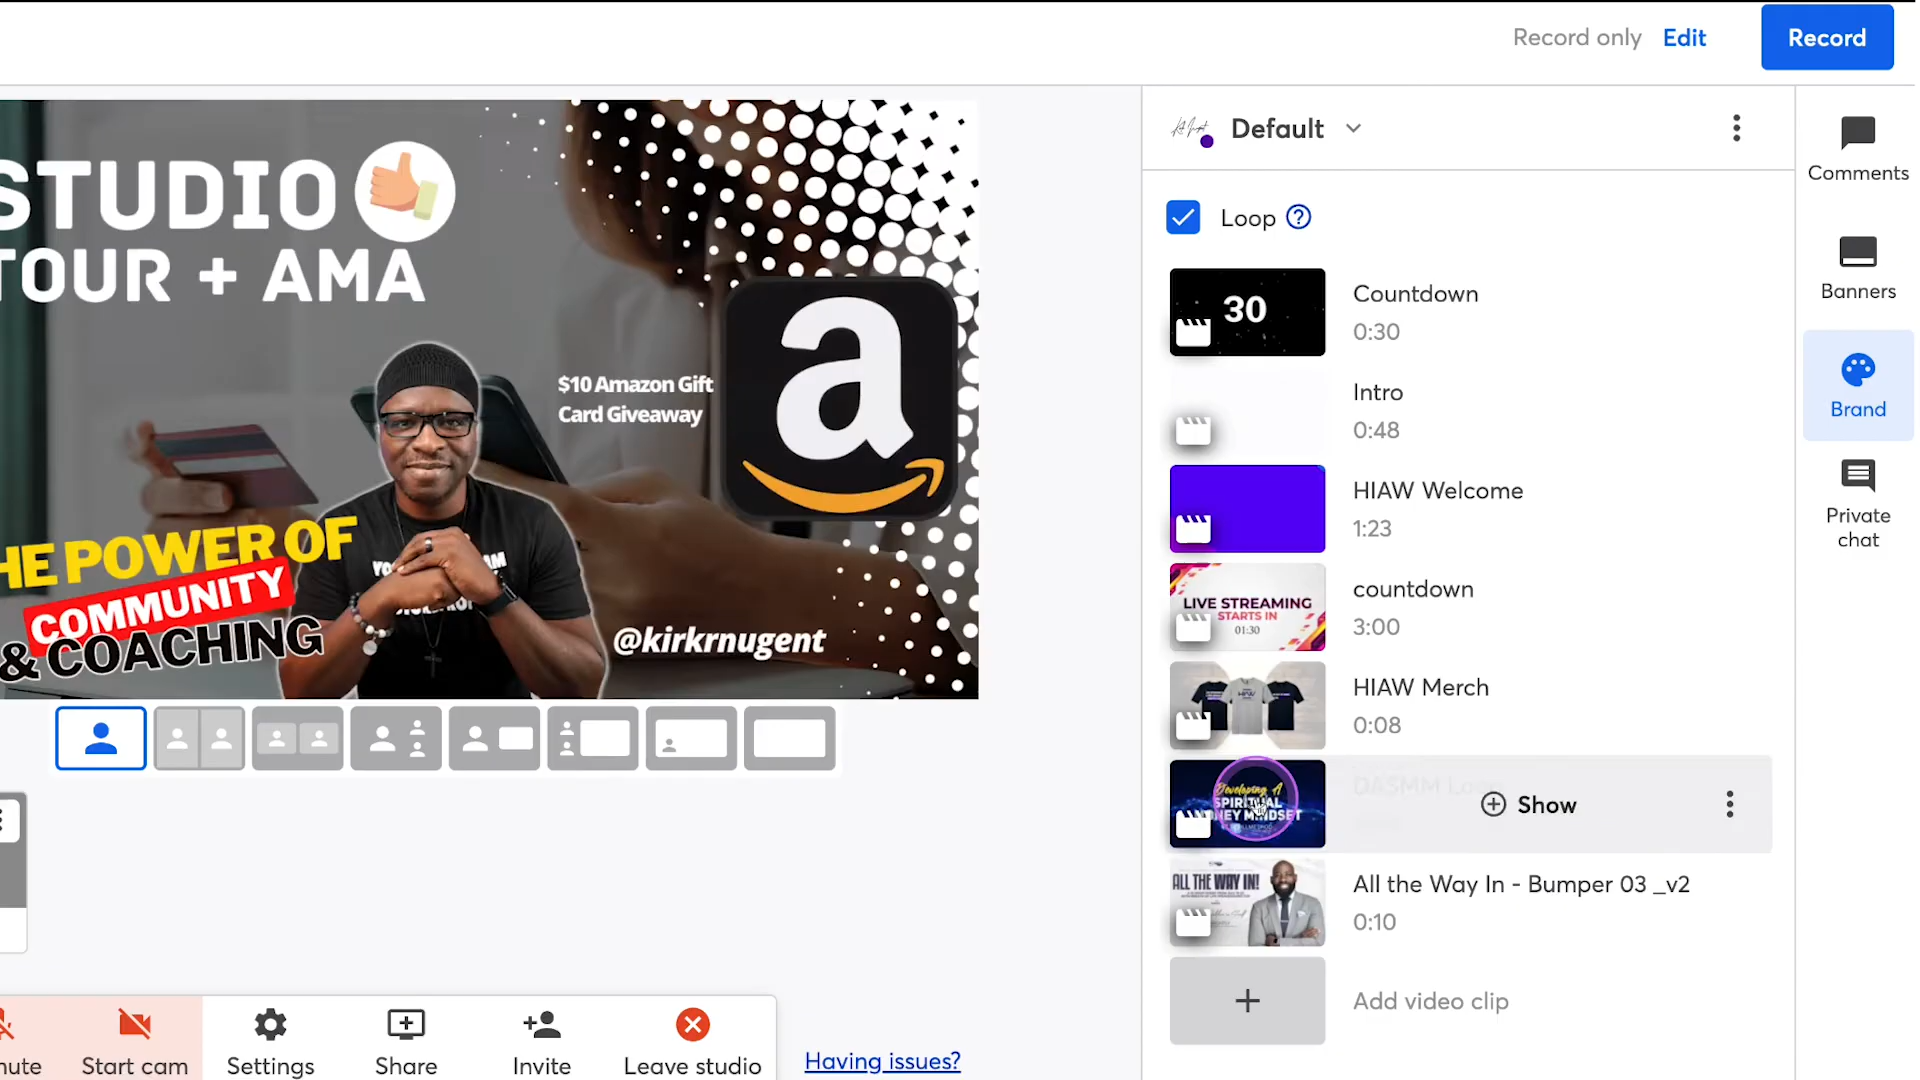 Record only Edit Record
Default
Comments
Loop
Banners
Brand
Private
chat
30
Countdown
0:30
Intro
0:48
HIAW Welcome
1:23
LIVE STREAMING
STARTS IN
01:30
countdown
3:00
HIAW Merch
0:08
Developing A
SPIRITUAL
MONEY MINDSET
Show
ALL THE WAY IN!
All the Way In - Bumper 03 _v2
0:10
Add video clip
STUDIO
TOUR + AMA
$10 Amazon Gift
Card Giveaway
a
HE POWER OF
COMMUNITY
& COACHING
@kirkrnugent
nute Start cam Settings Share Invite Leave studio Having issues?